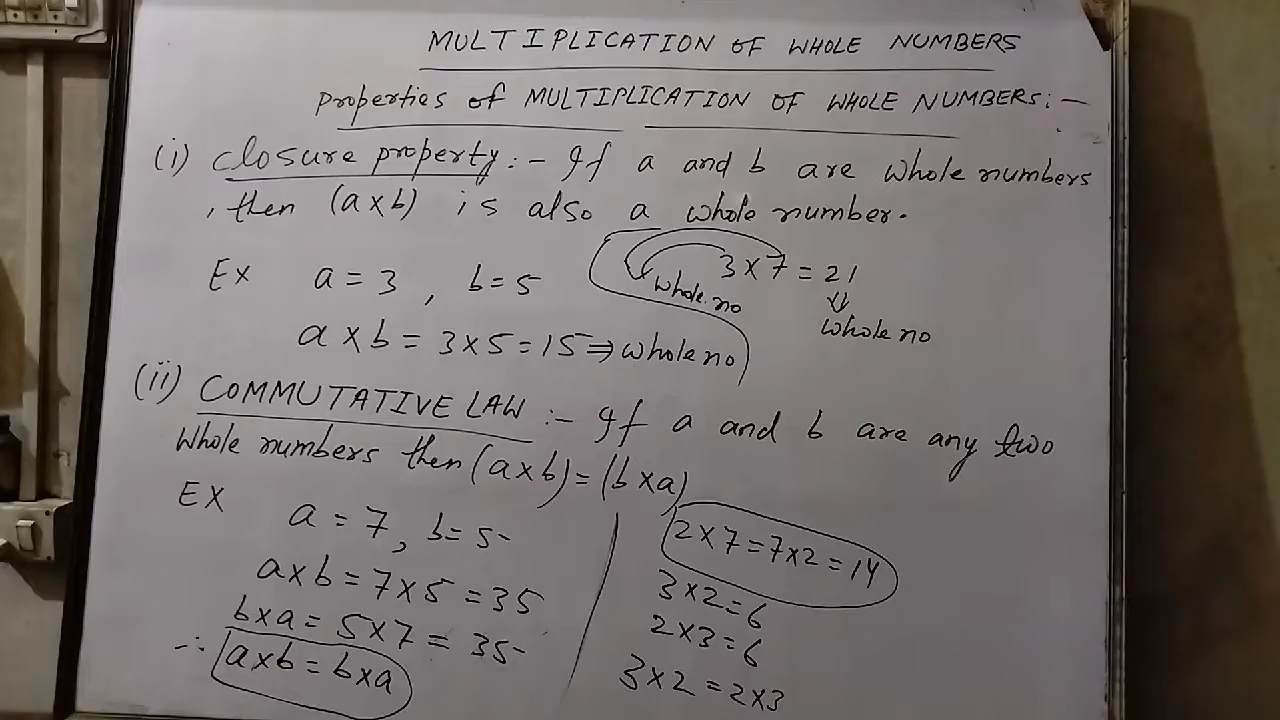 MULTIPLICATION OF WHOLE NUMBERS
Properties of MULTIPLICATION OF WHOLE NUMBERS:-
(i) closure property:- If a and b are whole numbers
, then (a×b) is also a whole number.
Ex a = 3 , b = 5
3×7 = 21
whole no
⇓
whole no
a × b = 3×5 = 15 ⇒ whole no
(ii) COMMUTATIVE LAW :- If a and b are any two
whole numbers then (a×b) = (b×a)
EX a = 7, b = 5
a×b = 7×5 = 35
b×a = 5×7 = 35
∴ a×b = b×a
2×7 = 7×2 = 14
3×2 = 6
2×3 = 6
3×2 = 2×3